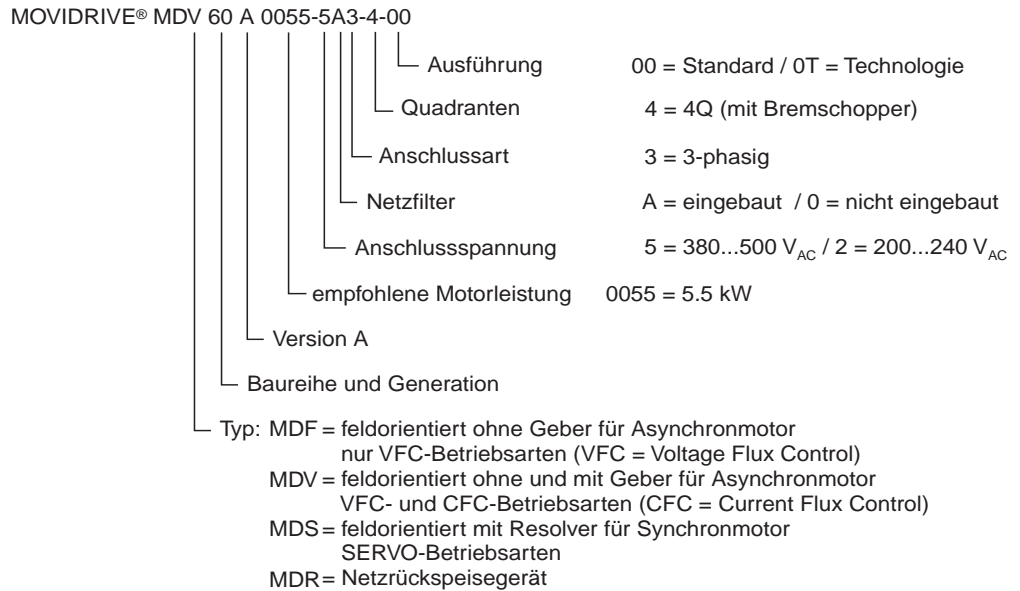 MOVIDRIVE® MDV 60 A 0055-5A3-4-00
Ausführung 00 = Standard / 0T = Technologie
Quadranten 4 = 4Q (mit Bremschopper)
Anschlussart 3 = 3-phasig
Netzfilter A = eingebaut / 0 = nicht eingebaut
Anschlussspannung 5 = 380...500 VAC / 2 = 200...240 VAC
empfohlene Motorleistung 0055 = 5.5 kW
Version A
Baureihe und Generation
Typ: MDF = feldorientiert ohne Geber für Asynchronmotor
nur VFC-Betriebsarten (VFC = Voltage Flux Control)
MDV = feldorientiert ohne und mit Geber für Asynchronmotor
VFC- und CFC-Betriebsarten (CFC = Current Flux Control)
MDS = feldorientiert mit Resolver für Synchronmotor
SERVO-Betriebsarten
MDR = Netzrückspeisegerät